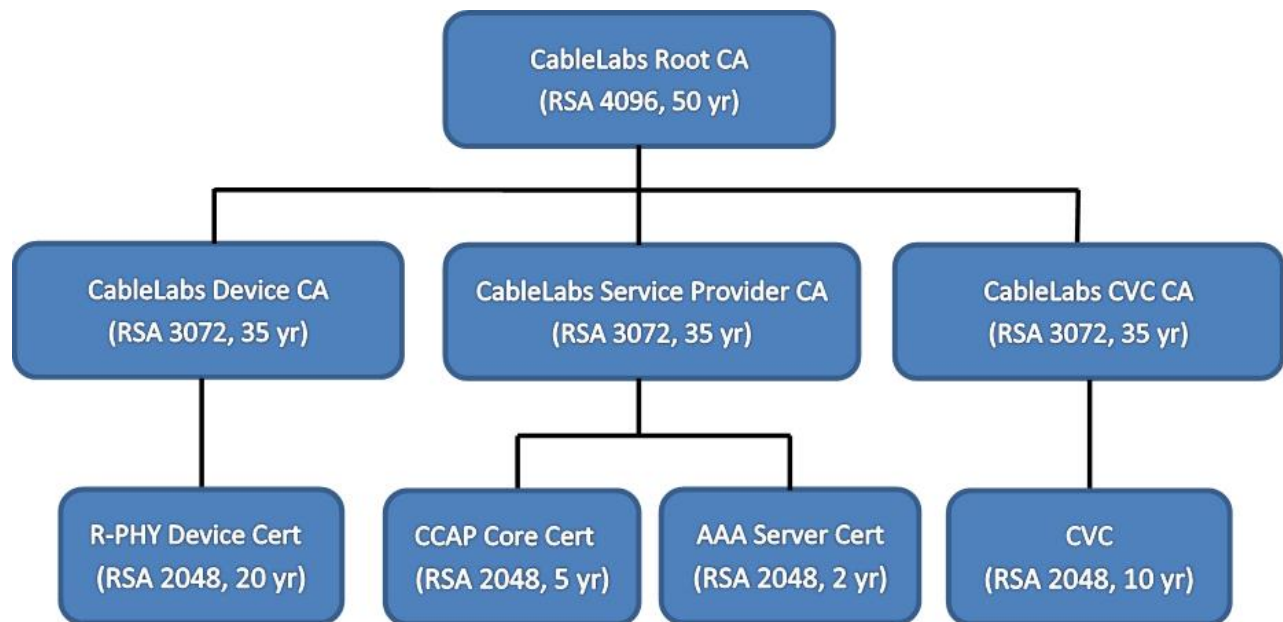 CableLabs Root CA
(RSA 4096, 50 yr)
CableLabs Device CA
(RSA 3072, 35 yr)
CableLabs Service Provider CA
(RSA 3072, 35 yr)
CableLabs CVC CA
(RSA 3072, 35 yr)
R-PHY Device Cert
(RSA 2048, 20 yr)
CCAP Core Cert
(RSA 2048, 5 yr)
AAA Server Cert
(RSA 2048, 2 yr)
CVC
(RSA 2048, 10 yr)